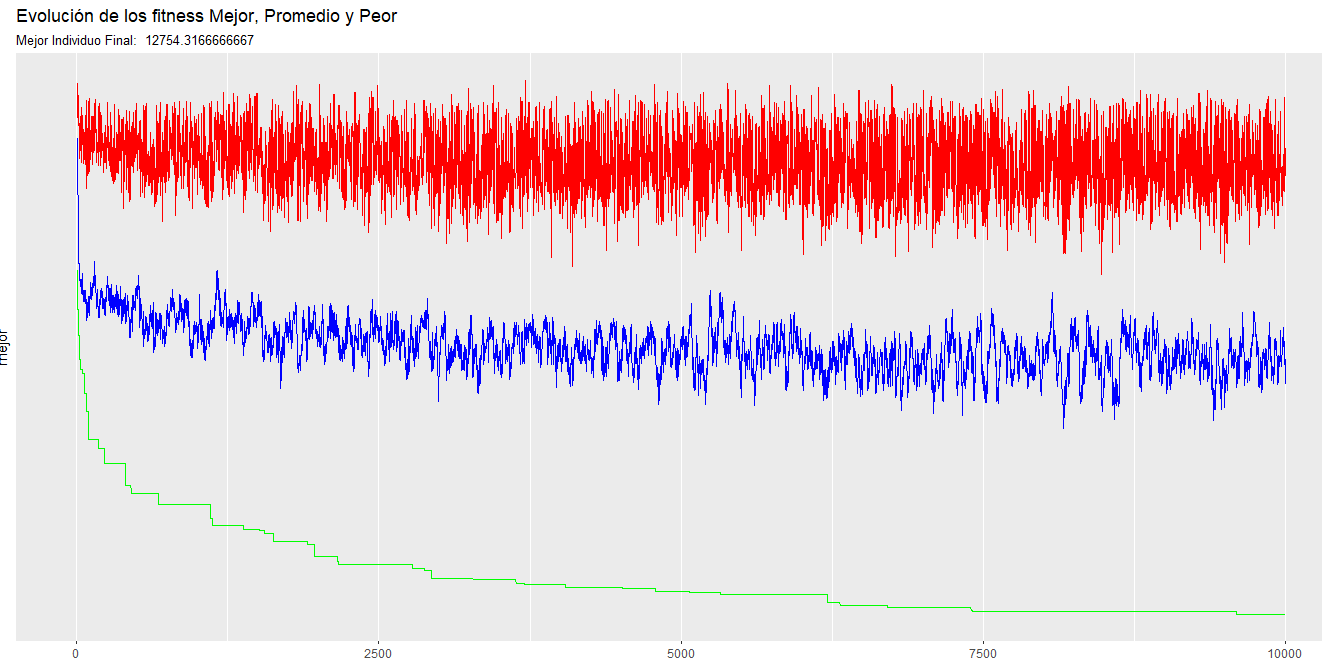 Evolución de los fitness Mejor, Promedio y Peor
Mejor Individuo Final: 12754.3166666667
mejor
0 2500 5000 7500 10000